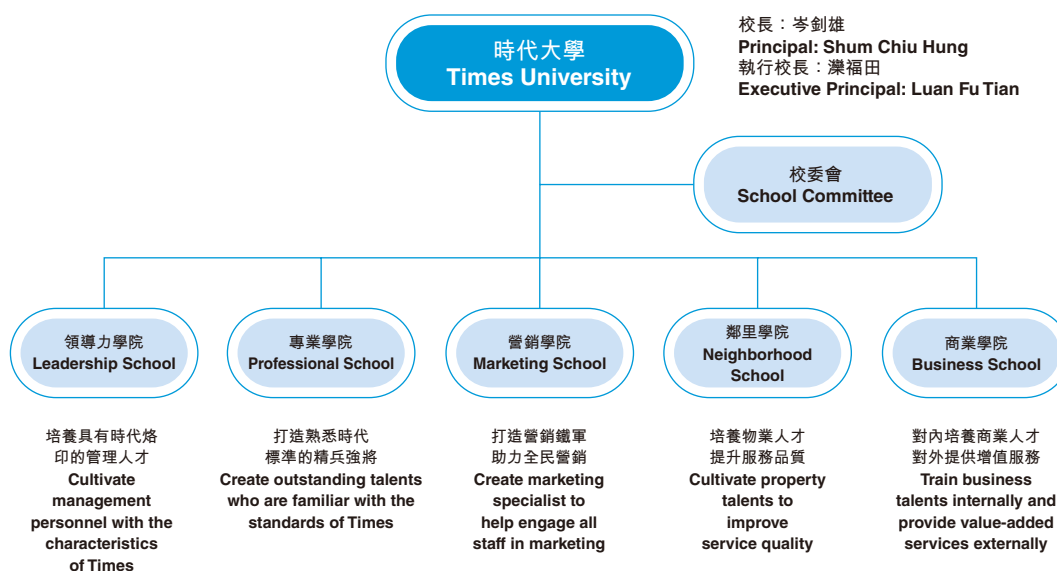 時代大學
Times University
校長：岑釗雄
Principal: Shum Chiu Hung
執行校長：灤福田
Executive Principal: Luan Fu Tian
校委會
School Committee
領導力學院
Leadership School
專業學院
Professional School
營銷學院
Marketing School
鄰里學院
Neighborhood
School
商業學院
Business School
培養具有時代烙
印的管理人才
Cultivate
management
personnel with the
characteristics
of Times
打造熟悉時代
標準的精兵強將
Create outstanding talents
who are familiar with the
standards of Times
打造營銷鐵軍
助力全民營銷
Create marketing
specialist to
help engage all
staff in marketing
培養物業人才
提升服務品質
Cultivate property
talents to
improve
service quality
對內培養商業人才
對外提供增值服務
Train business
talents internally and
provide value-added
services externally